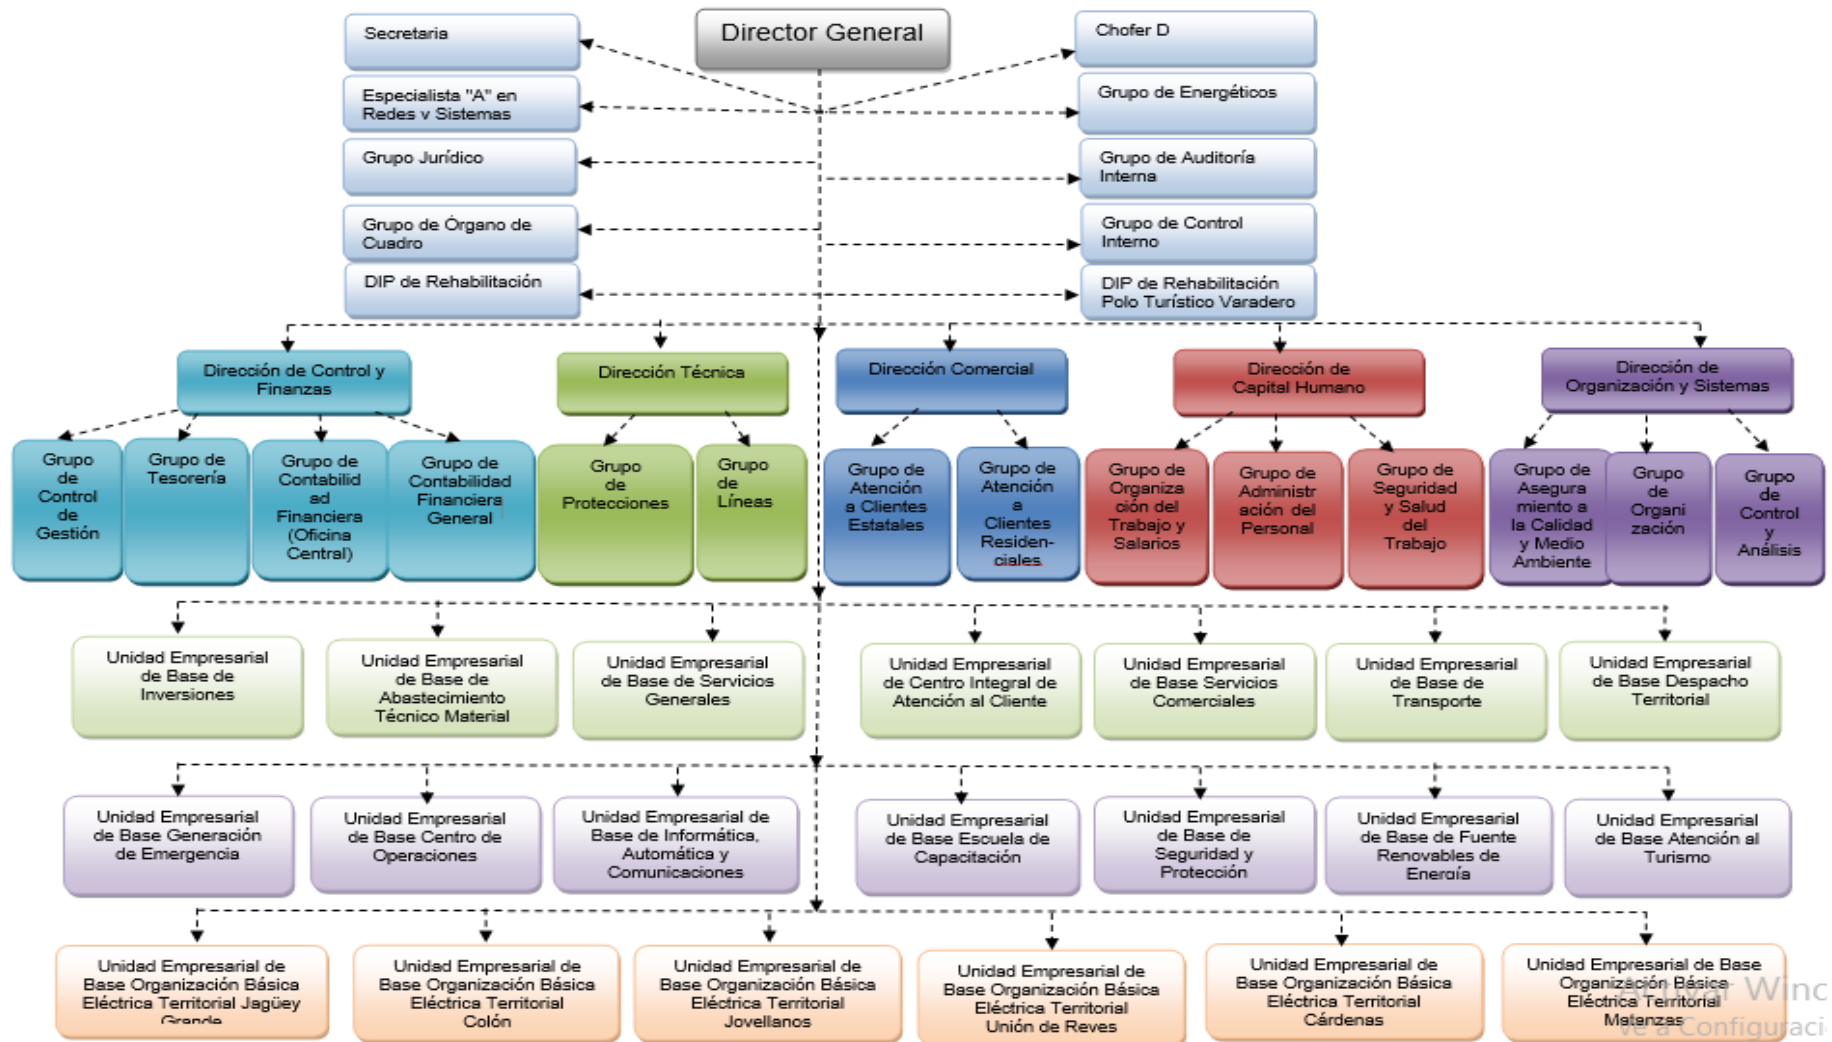 Director General
Secretaria
Chofer D
Especialista "A" en
Redes v Sistemas
Grupo de Energéticos
Grupo Jurídico
Grupo de Auditoría
Interna
Grupo de Órgano de
Cuadro
Grupo de Control
Interno
DIP de Rehabilitación
DIP de Rehabilitación
Polo Turístico Varadero
Dirección de Control y
Finanzas
Dirección Técnica
Dirección Comercial
Dirección de
Capital Humano
Dirección de
Organización y Sistemas
Grupo
de
Control
de
Gestión
Grupo de
Tesorería
Grupo de
Contabilid
ad
Financiera
(Oficina
Central)
Grupo de
Contabilidad
Financiera
General
Grupo
de
Protecciones
Grupo
de
Líneas
Grupo de
Atención
a Clientes
Estatales
Grupo de
Atención
a
Clientes
Residen-
ciales
Grupo de
Organiza
ción del
Trabajo y
Salarios
Grupo de
Administr
ación del
Personal
Grupo de
Seguridad
y Salud
del
Trabajo
Grupo de
Asegura
miento a
la Calidad
y Medio
Ambiente
Grupo
de
Organi
zación
Grupo
de
Control
y
Análisis
Unidad Empresarial
de Base de
Inversiones
Unidad Empresarial
de Base de
Abastecimiento
Técnico Material
Unidad Empresarial
de Base de Servicios
Generales
Unidad Empresarial
de Centro Integral de
Atención al Cliente
Unidad Empresarial
de Base Servicios
Comerciales
Unidad Empresarial
de Base de
Transporte
Unidad Empresarial
de Base Despacho
Territorial
Unidad Empresarial
de Base Generación
de Emergencia
Unidad Empresarial
de Base Centro de
Operaciones
Unidad Empresarial de
Base de Informática,
Automática y
Comunicaciones
Unidad Empresarial
de Base Escuela de
Capacitación
Unidad Empresarial
de Base de
Seguridad y
Protección
Unidad Empresarial
de Base de Fuente
Renovables de
Energía
Unidad Empresarial
de Base Atención al
Turismo
Unidad Empresarial de
Base Organización Básica
Eléctrica Territorial Jagüey
Grande
Unidad Empresarial de
Base Organización Básica
Eléctrica Territorial
Colón
Unidad Empresarial de
Base Organización Básica
Eléctrica Territorial
Jovellanos
Unidad Empresarial de
Base Organización Básica
Eléctrica Territorial
Unión de Reyes
Unidad Empresarial de
Base Organización Básica
Eléctrica Territorial
Cárdenas
Unidad Empresarial de Base
Organización Básica
Eléctrica Territorial
Matanzas
Activar Winc
Ve a Configuraci